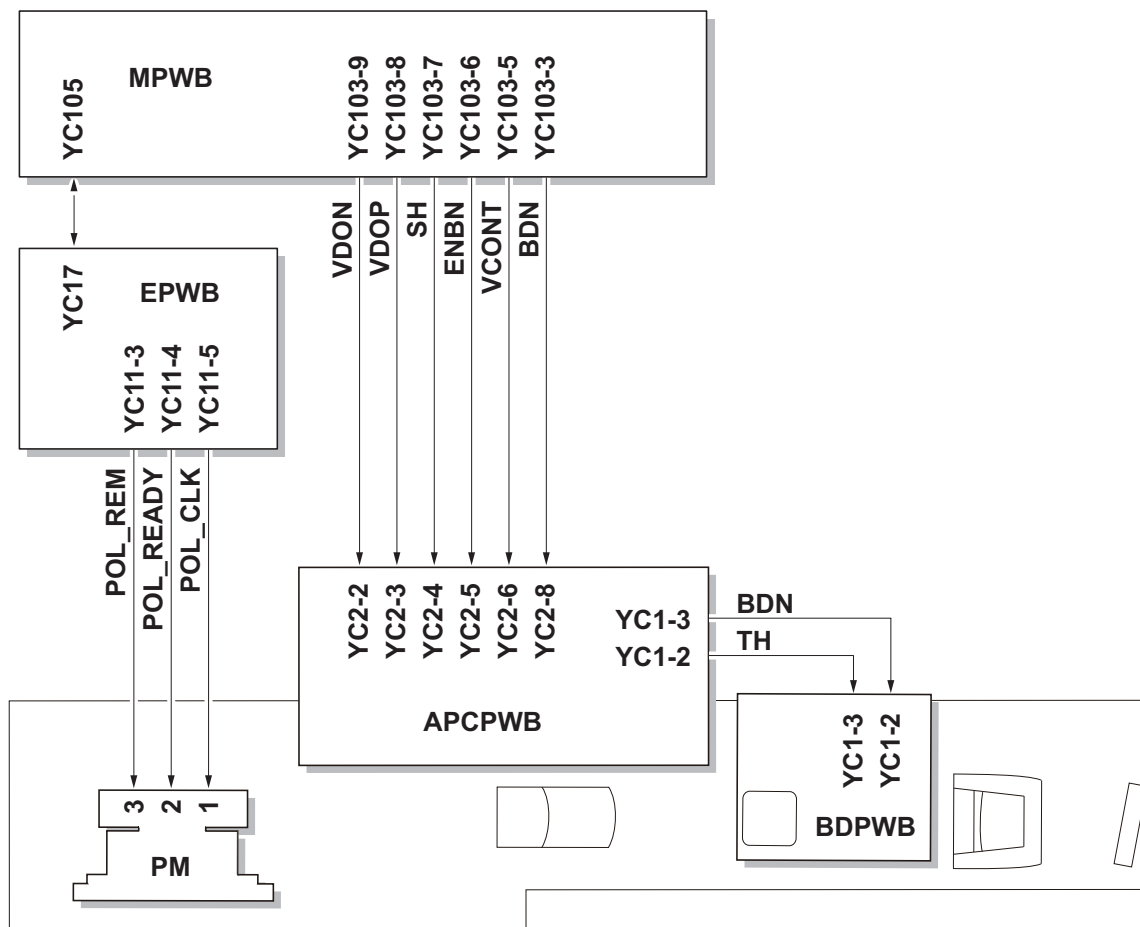 MPWB
YC105
YC103-9
YC103-8
YC103-7
YC103-6
YC103-5
YC103-3
VDON
VDOP
SH
ENBN
VCONT
BDN
YC17
EPWB
YC11-3
YC11-4
YC11-5
POL_REM
POL_READY
POL_CLK
YC2-2
YC2-3
YC2-4
YC2-5
YC2-6
YC2-8
YC1-3
YC1-2
BDN
TH
APCPWB
YC1-3
YC1-2
BDPWB
3
2
1
PM